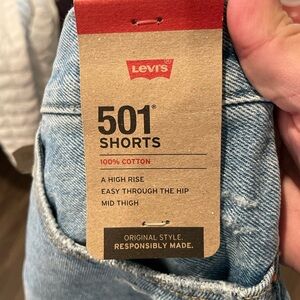 Levi's
501®
SHORTS
100% COTTON
A HIGH RISE
EASY THROUGH THE HIP
MID THIGH
ORIGINAL STYLE.
RESPONSIBLY MADE.